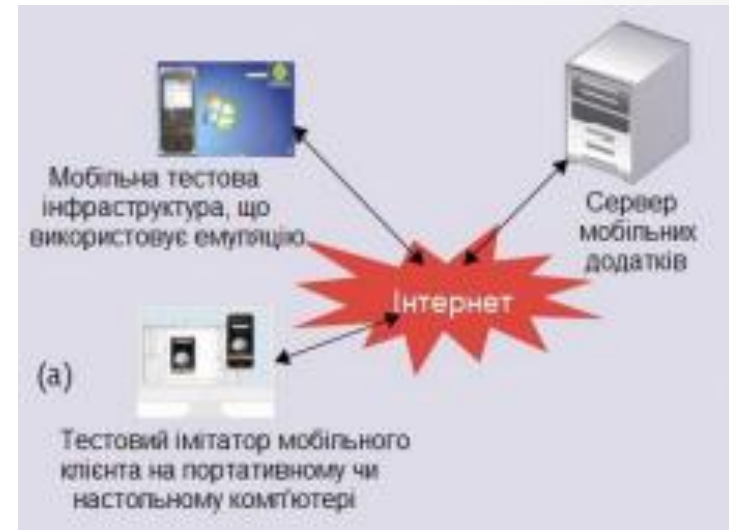 Мобільна тестова
інфраструктура, що
використовує емуляцію
Сервер
мобільних
додатків
Інтернет
(а)
Тестовий імітатор мобільного
клієнта на портативному чи
настольному комп'ютері